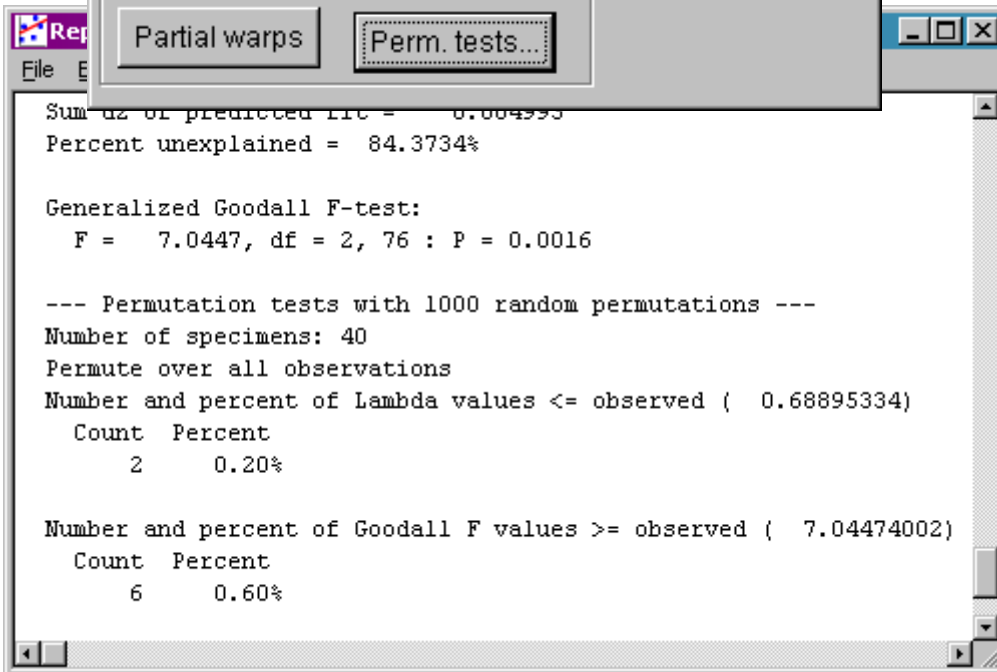 Partial warps
Perm. tests...
File
Percent unexplained = 84.3734%
Generalized Goodall F-test:
F = 7.0447, df = 2, 76 : P = 0.0016
--- Permutation tests with 1000 random permutations ---
Number of specimens: 40
Permute over all observations
Number and percent of Lambda values <= observed ( 0.68895334)
Count Percent
2 0.20%
Number and percent of Goodall F values >= observed ( 7.04474002)
Count Percent
6 0.60%